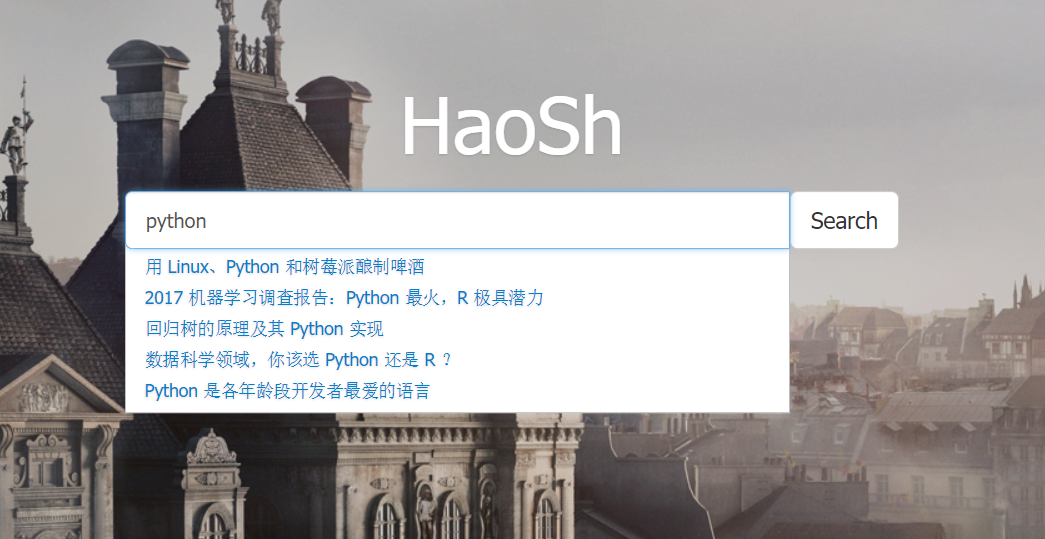 HaoSh
python
Search
用 Linux、Python 和树莓派酿制啤酒
2017 机器学习调查报告：Python 最火，R 极具潜力
回归树的原理及其 Python 实现
数据科学领域，你该选 Python 还是 R ？
Python 是各年龄段开发者最爱的语言